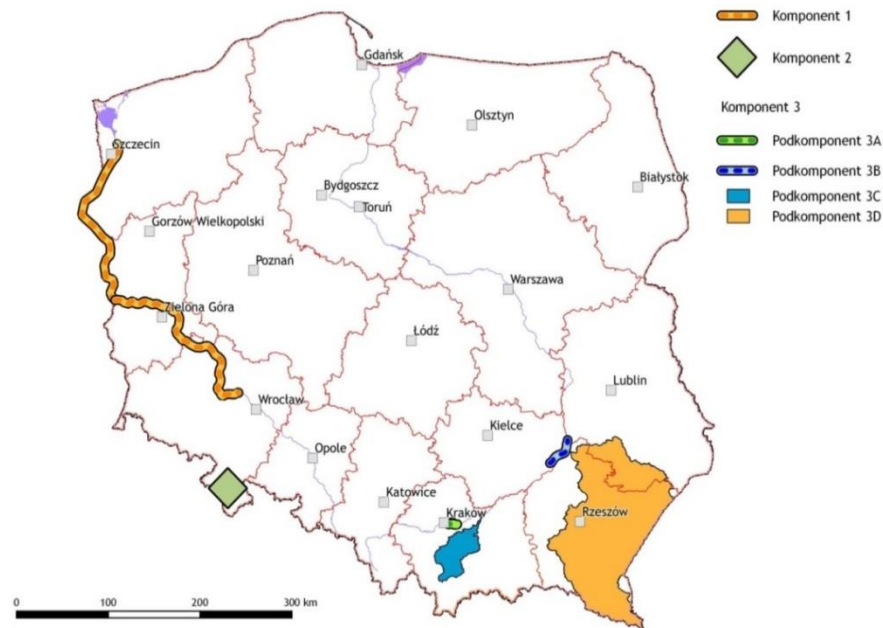 Komponent 1
Komponent 2
Komponent 3
Podkomponent 3A
Podkomponent 3B
Podkomponent 3C
Podkomponent 3D
Gdańsk
Olsztyn
Szczecin
Białystok
Bydgoszcz
Toruń
Gorzów Wielkopolski
Poznań
Warszawa
Zielona Góra
Łódź
Lublin
Wrocław
Kielce
Opole
Katowice
Kraków
Rzeszów
0 100 200 300 km